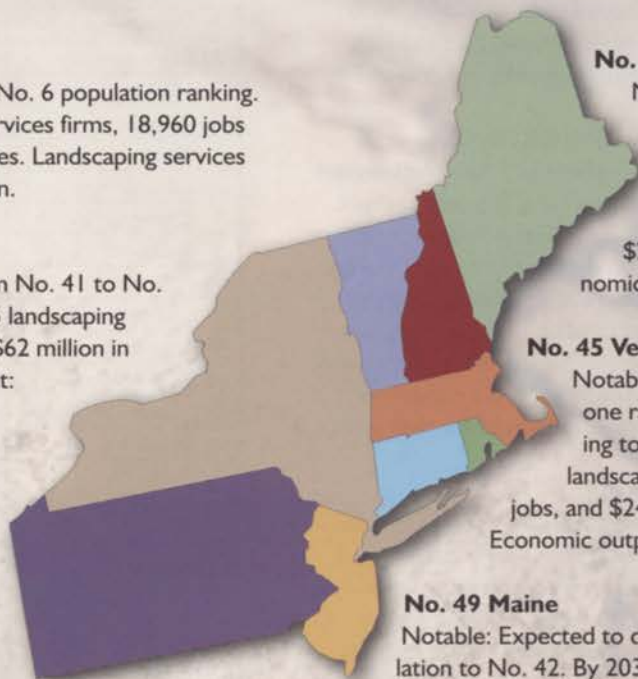 No. 6 population ranking.
rvices firms, 18,960 jobs
es. Landscaping services
n.
n No. 41 to No.
landscaping
$62 million in
t:
No.
N
$
nomic
No. 45 Ve
Notab
one r
ing to
landsca
jobs, and $24
Economic outp
No. 49 Maine
Notable: Expected to d
lation to No. 42. By 203